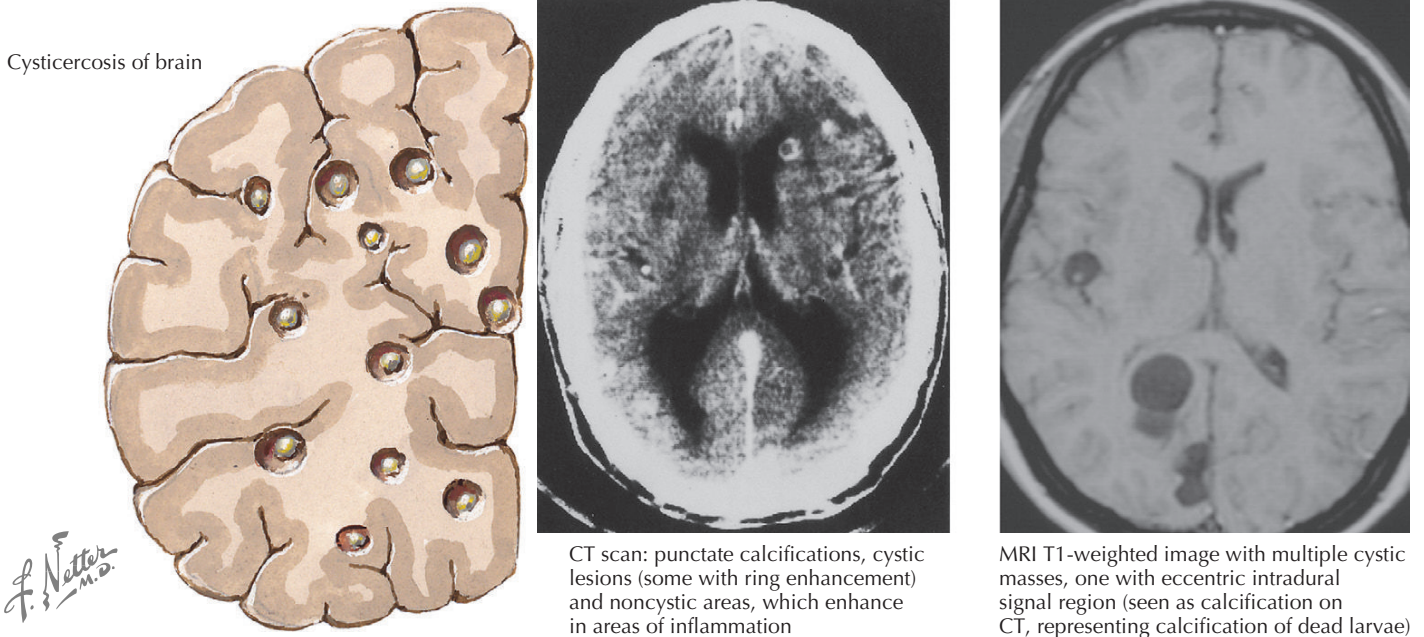 Cysticercosis of brain
F. Netter
M.D.
CT scan: punctate calcifications, cystic
lesions (some with ring enhancement)
and noncystic areas, which enhance
in areas of inflammation
MRI T1-weighted image with multiple cystic
masses, one with eccentric intradural
signal region (seen as calcification on
CT, representing calcification of dead larvae)